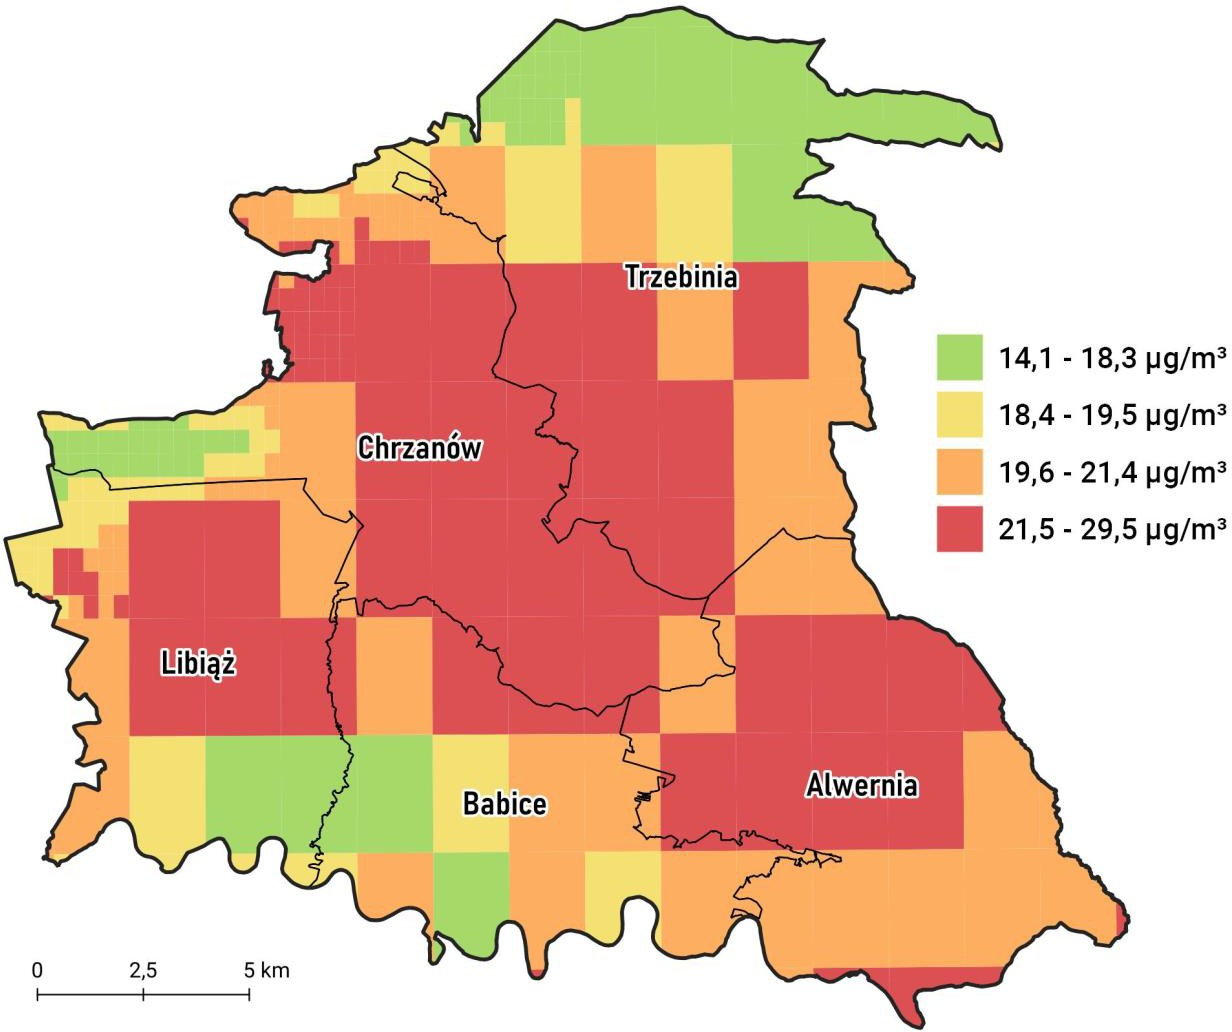 Trzebinia
14,1 - 18,3 µg/m³
18,4 - 19,5 µg/m³
19,6 - 21,4 µg/m³
21,5 - 29,5 µg/m³
Chrzanów
Libiąż
Alwernia
Babice
0 2,5 5 km